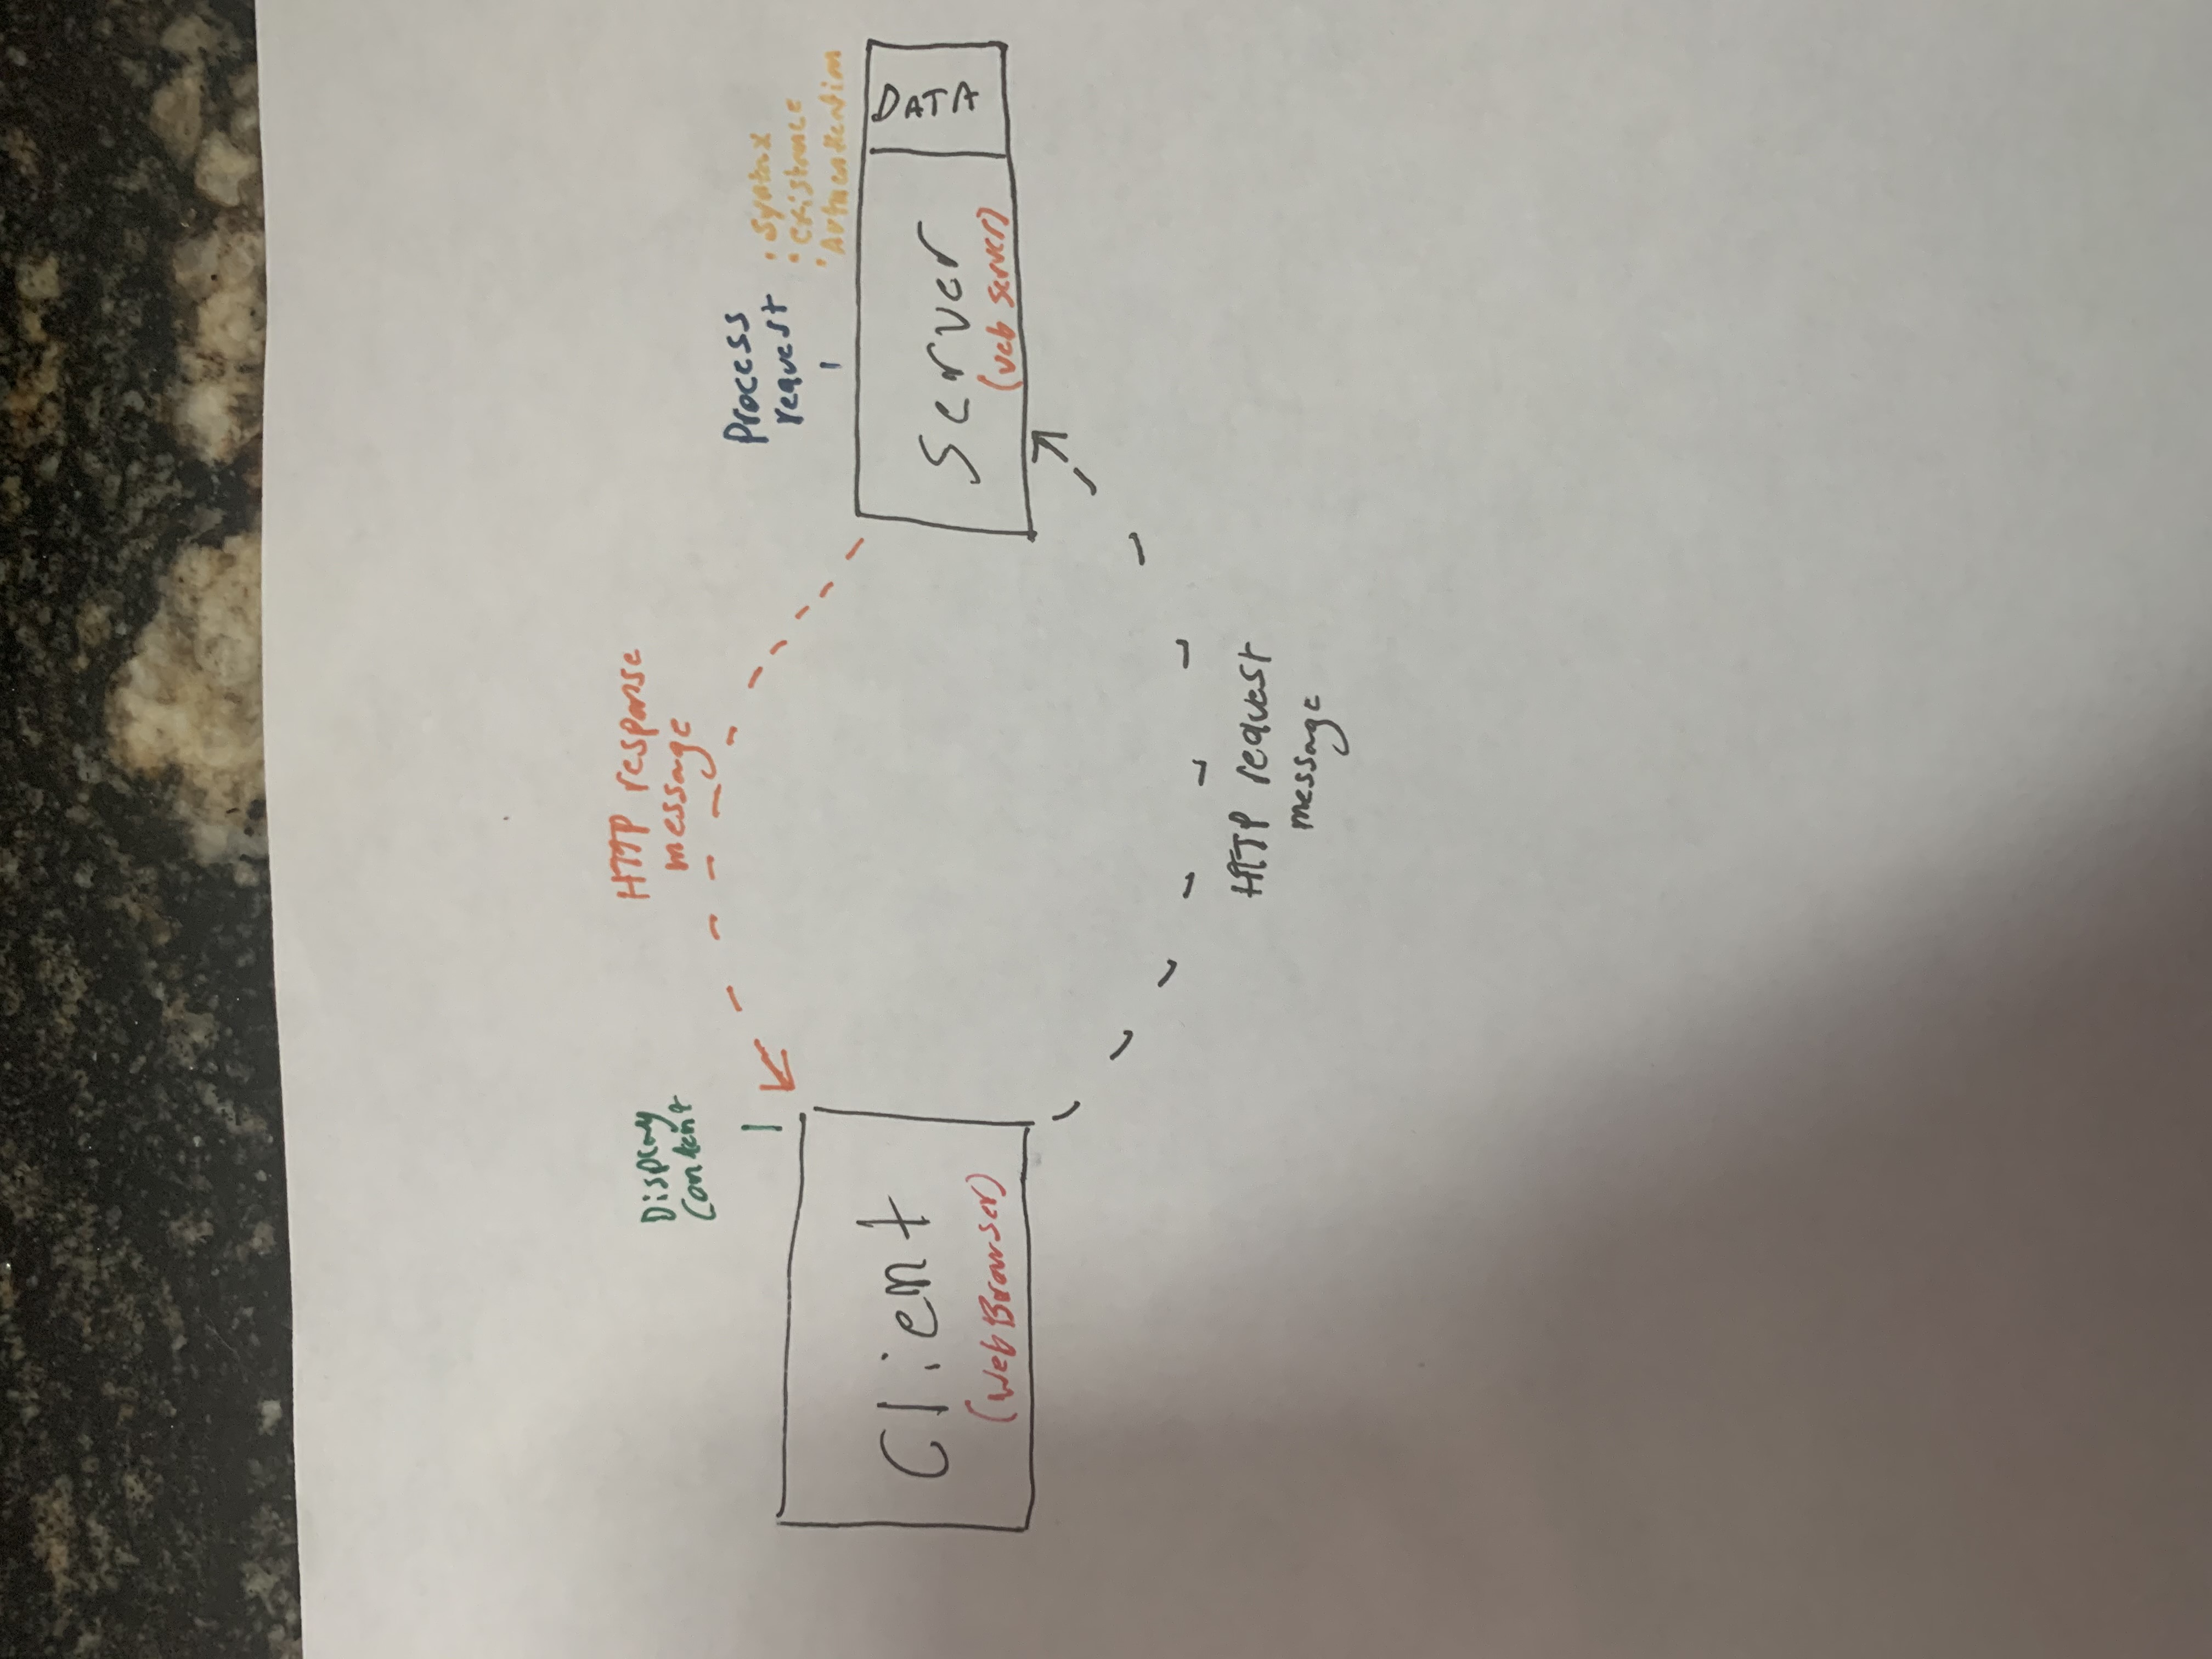 HTTP response
message
Display
Content
Process
request
• Syntax
• existance
• Authentication
Client
(Web Browser)
Server
(web server)
DATA
HTTP request
message